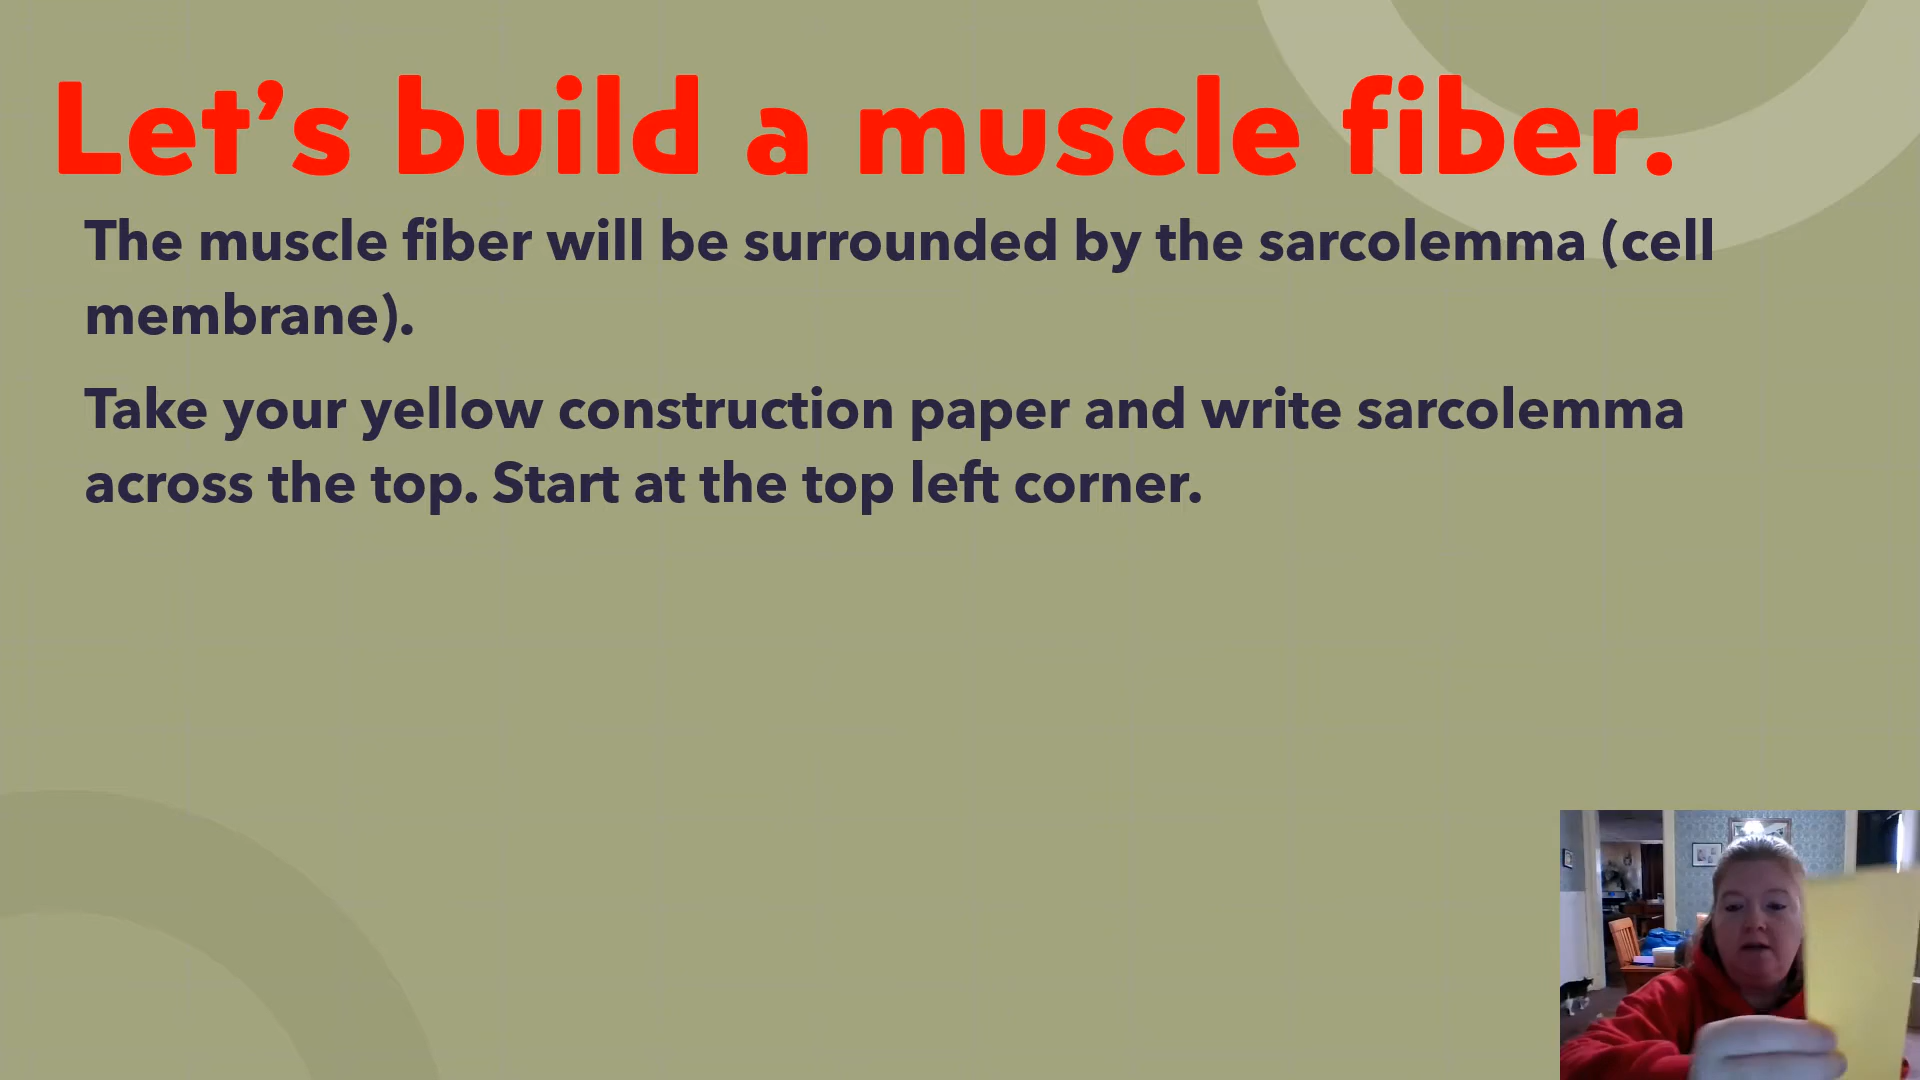 Let’s build a muscle fiber.
The muscle fiber will be surrounded by the sarcolemma (cell
membrane).
Take your yellow construction paper and write sarcolemma
across the top. Start at the top left corner.